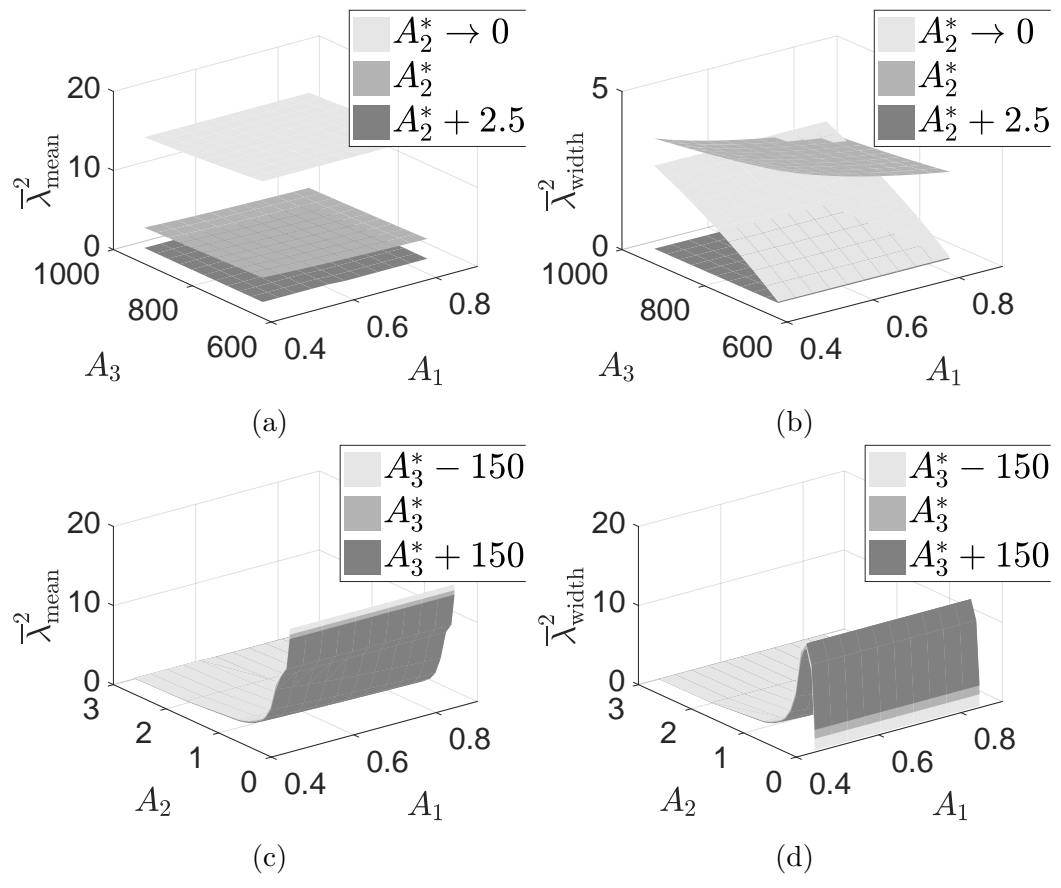 A₂* → 0
A₂*
A₂* + 2.5
20
10
0
λ̅²mean
1000
800
600
A₃
0.4
0.6
0.8
A₁
(a)
A₂* → 0
A₂*
A₂* + 2.5
5
0
λ̅²width
1000
800
600
A₃
0.4
0.6
0.8
A₁
(b)
A₃* − 150
A₃*
A₃* + 150
20
10
0
λ̅²mean
3
2
1
0
A₂
0.4
0.6
0.8
A₁
(c)
A₃* − 150
A₃*
A₃* + 150
20
10
0
λ̅²width
3
2
1
0
A₂
0.4
0.6
0.8
A₁
(d)